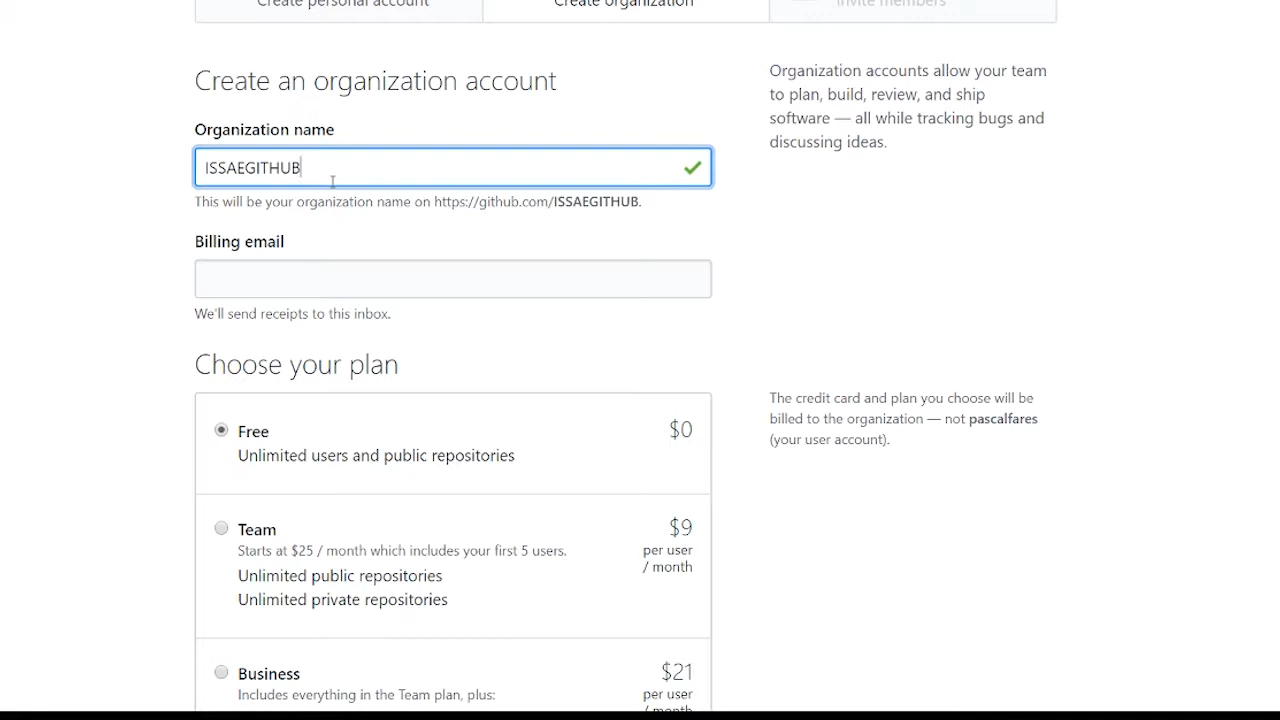 Create personal account
Create organization
Invite members
Create an organization account
Organization name
ISSAEGITHUB
This will be your organization name on https://github.com/ISSAEGITHUB.
Billing email
We'll send receipts to this inbox.
Organization accounts allow your team
to plan, build, review, and ship
software — all while tracking bugs and
discussing ideas.
Choose your plan
Free
$0
Unlimited users and public repositories
Team
$9
Starts at $25 / month which includes your first 5 users.
per user
/ month
Unlimited public repositories
Unlimited private repositories
Business
$21
Includes everything in the Team plan, plus:
per user
/ month
The credit card and plan you choose will be
billed to the organization — not pascalfares
(your user account).